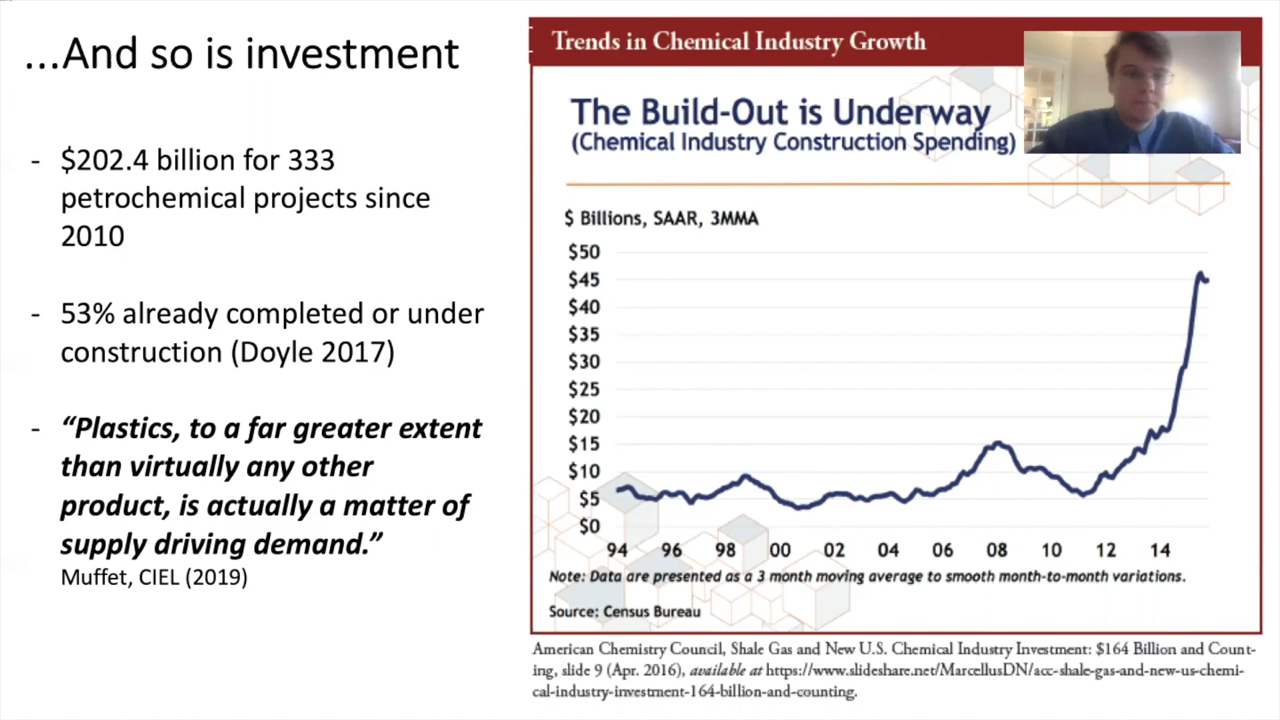 ...And so is investment
- $202.4 billion for 333
petrochemical projects since
2010
- 53% already completed or under
construction (Doyle 2017)
- “Plastics, to a far greater extent
than virtually any other
product, is actually a matter of
supply driving demand.”
Muffet, CIEL (2019)
Trends in Chemical Industry Growth
The Build-Out is Underway
(Chemical Industry Construction Spending)
$ Billions, SAAR, 3MMA
$50
$45
$40
$35
$30
$25
$20
$15
$10
$5
$0
94 96 98 00 02 04 06 08 10 12 14
Note: Data are presented as a 3 month moving average to smooth month-to-month variations.
Source: Census Bureau
American Chemistry Council, Shale Gas and New U.S. Chemical Industry Investment: $164 Billion and Count-
ing, slide 9 (Apr. 2016), available at https://www.slideshare.net/MarcellusDN/acc-shale-gas-and-new-us-chemi-
cal-industry-investment-164-billion-and-counting.